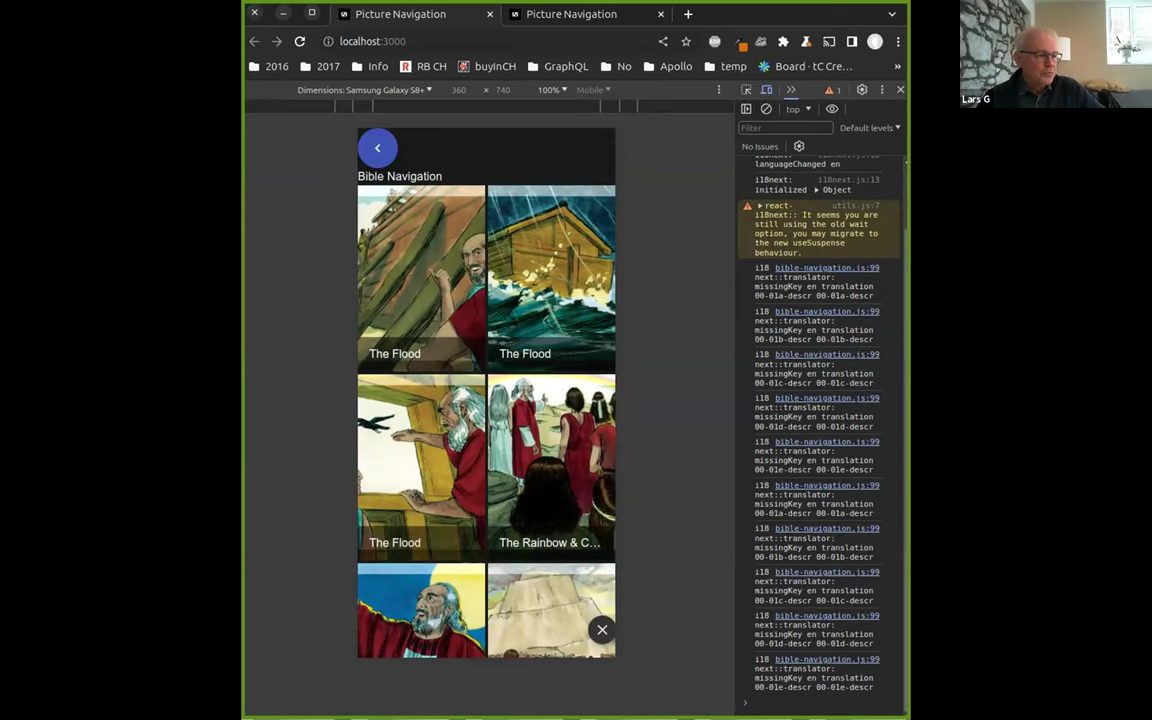 Picture Navigation
Picture Navigation
localhost:3000
2016
2017
Info
RB CH
buyInCH
GraphQL
No
Apollo
temp
Board - tC Cre…
»
Dimensions: Samsung Galaxy S8+
360 × 740
100%
Mobile
1
top
Filter
Default levels
No Issues
languageChanged en
i18next: i18next.js:13
initialized ▶ Object
▶ react- utils.js:7
i18next:: It seems you are
still using the old wait
option, you may migrate to
the new useSuspense
behaviour.
i18 bible-navigation.js:99
next::translator:
missingKey en translation
00-01a-descr 00-01a-descr
i18 bible-navigation.js:99
next::translator:
missingKey en translation
00-01b-descr 00-01b-descr
i18 bible-navigation.js:99
next::translator:
missingKey en translation
00-01c-descr 00-01c-descr
i18 bible-navigation.js:99
next::translator:
missingKey en translation
00-01d-descr 00-01d-descr
i18 bible-navigation.js:99
next::translator:
missingKey en translation
00-01e-descr 00-01e-descr
i18 bible-navigation.js:99
next::translator:
missingKey en translation
00-01a-descr 00-01a-descr
i18 bible-navigation.js:99
next::translator:
missingKey en translation
00-01b-descr 00-01b-descr
i18 bible-navigation.js:99
next::translator:
missingKey en translation
00-01c-descr 00-01c-descr
i18 bible-navigation.js:99
next::translator:
missingKey en translation
00-01d-descr 00-01d-descr
i18 bible-navigation.js:99
next::translator:
missingKey en translation
00-01e-descr 00-01e-descr
Bible Navigation
The Flood
The Flood
The Flood
The Rainbow & C…
Lars G